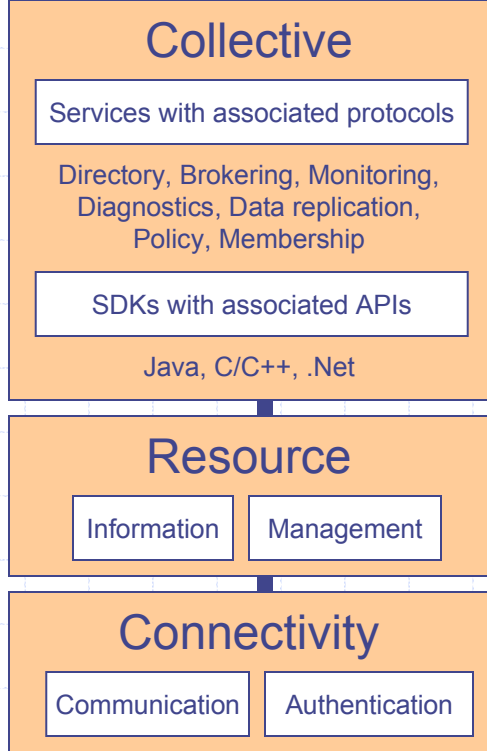 Collective
Services with associated protocols
Directory, Brokering, Monitoring,
Diagnostics, Data replication,
Policy, Membership
SDKs with associated APIs
Java, C/C++, .Net
Resource
Information Management
Connectivity
Communication Authentication